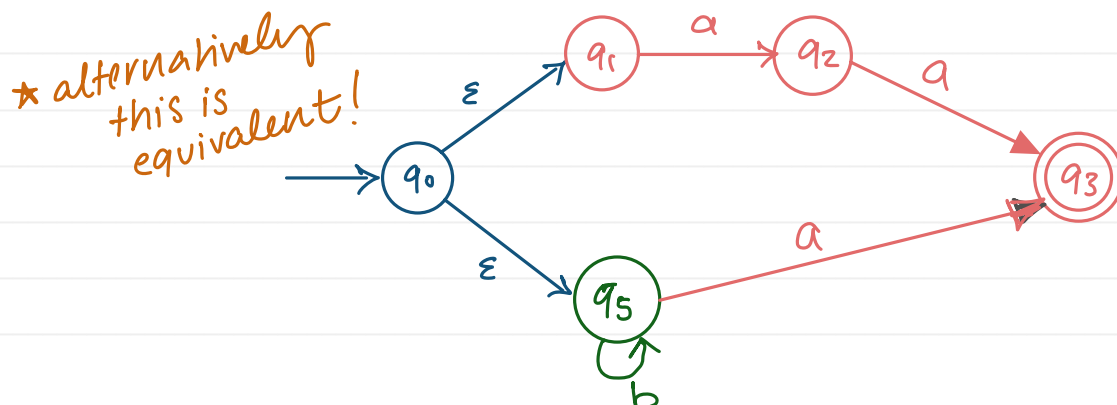 ★ alternatively
this is
equivalent!
q₁
a
q₂
a
ε
q₀
q₃
a
ε
q₅
b